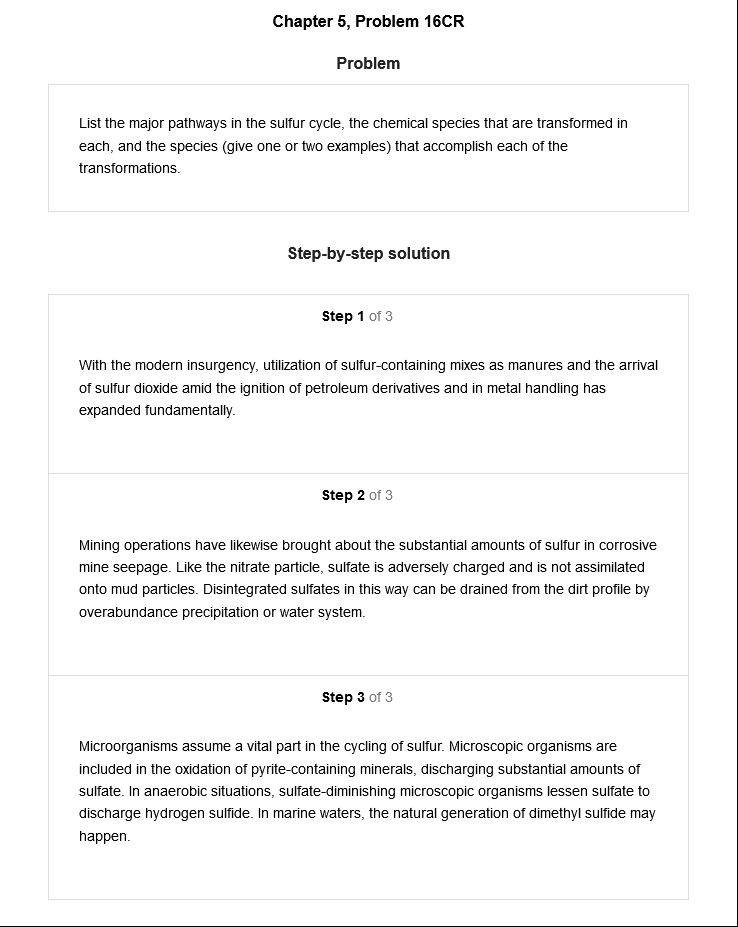 Chapter 5, Problem 16CR
Problem
List the major pathways in the sulfur cycle, the chemical species that are transformed in
each, and the species (give one or two examples) that accomplish each of the
transformations.
Step-by-step solution
Step 1 of 3
With the modern insurgency, utilization of sulfur-containing mixes as manures and the arrival
of sulfur dioxide amid the ignition of petroleum derivatives and in metal handling has
expanded fundamentally.
Step 2 of 3
Mining operations have likewise brought about the substantial amounts of sulfur in corrosive
mine seepage. Like the nitrate particle, sulfate is adversely charged and is not assimilated
onto mud particles. Disintegrated sulfates in this way can be drained from the dirt profile by
overabundance precipitation or water system.
Step 3 of 3
Microorganisms assume a vital part in the cycling of sulfur. Microscopic organisms are
included in the oxidation of pyrite-containing minerals, discharging substantial amounts of
sulfate. In anaerobic situations, sulfate-diminishing microscopic organisms lessen sulfate to
discharge hydrogen sulfide. In marine waters, the natural generation of dimethyl sulfide may
happen.